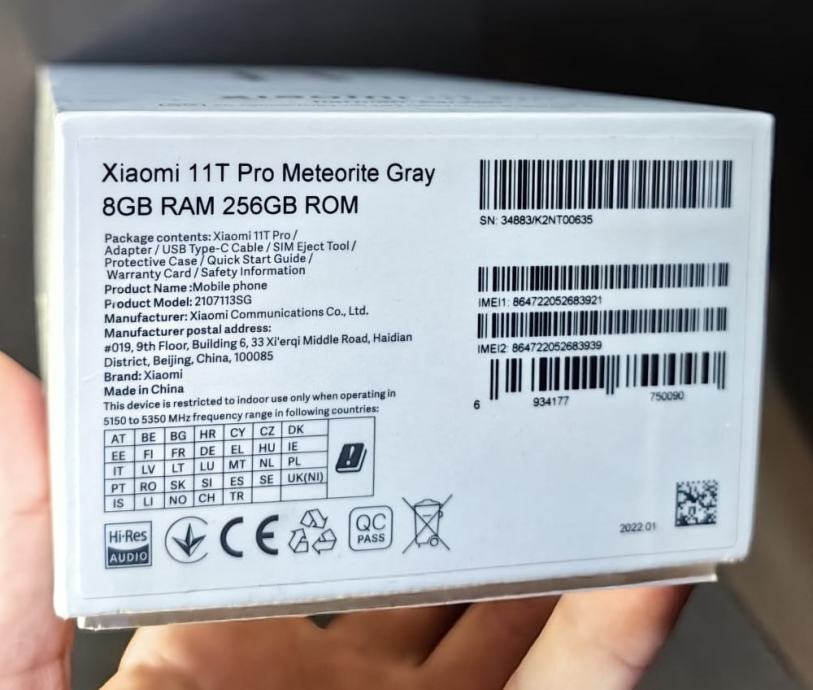 Xiaomi 11T Pro Meteorite Gray
8GB RAM 256GB ROM
Package contents: Xiaomi 11T Pro /
Adapter / USB Type-C Cable / SIM Eject Tool /
Protective Case / Quick Start Guide /
Warranty Card / Safety Information
Product Name :Mobile phone
Product Model: 2107113SG
Manufacturer: Xiaomi Communications Co., Ltd.
Manufacturer postal address:
#019, 9th Floor, Building 6, 33 Xi'erqi Middle Road, Haidian
District, Beijing, China, 100085
Brand: Xiaomi
Made in China
This device is restricted to indoor use only when operating in
5150 to 5350 MHz frequency range in following countries:
AT BE BG HR CY CZ DK
EE FI FR DE EL HU IE
IT LV LT LU MT NL PL
PT RO SK SI ES SE UK(NI)
IS LI NO CH TR
Hi-Res
AUDIO
CE
QC
PASS
SN: 34883/K2NT00635
IMEI1: 864722052683921
IMEI2: 864722052683939
6 934177 750090
2022.01